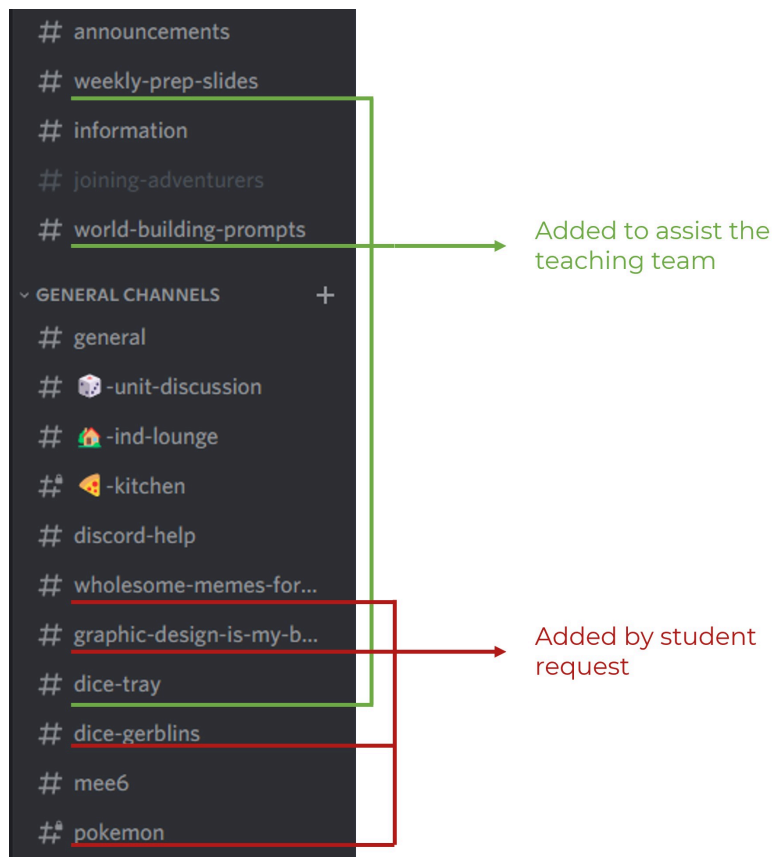 announcements
weekly-prep-slides
information
joining-adventurers
world-building-prompts
Added to assist the
teaching team
GENERAL CHANNELS
general
-unit-discussion
-ind-lounge
-kitchen
discord-help
wholesome-memes-for...
graphic-design-is-my-b...
Added by student
request
dice-tray
dice-gerblins
mee6
pokemon